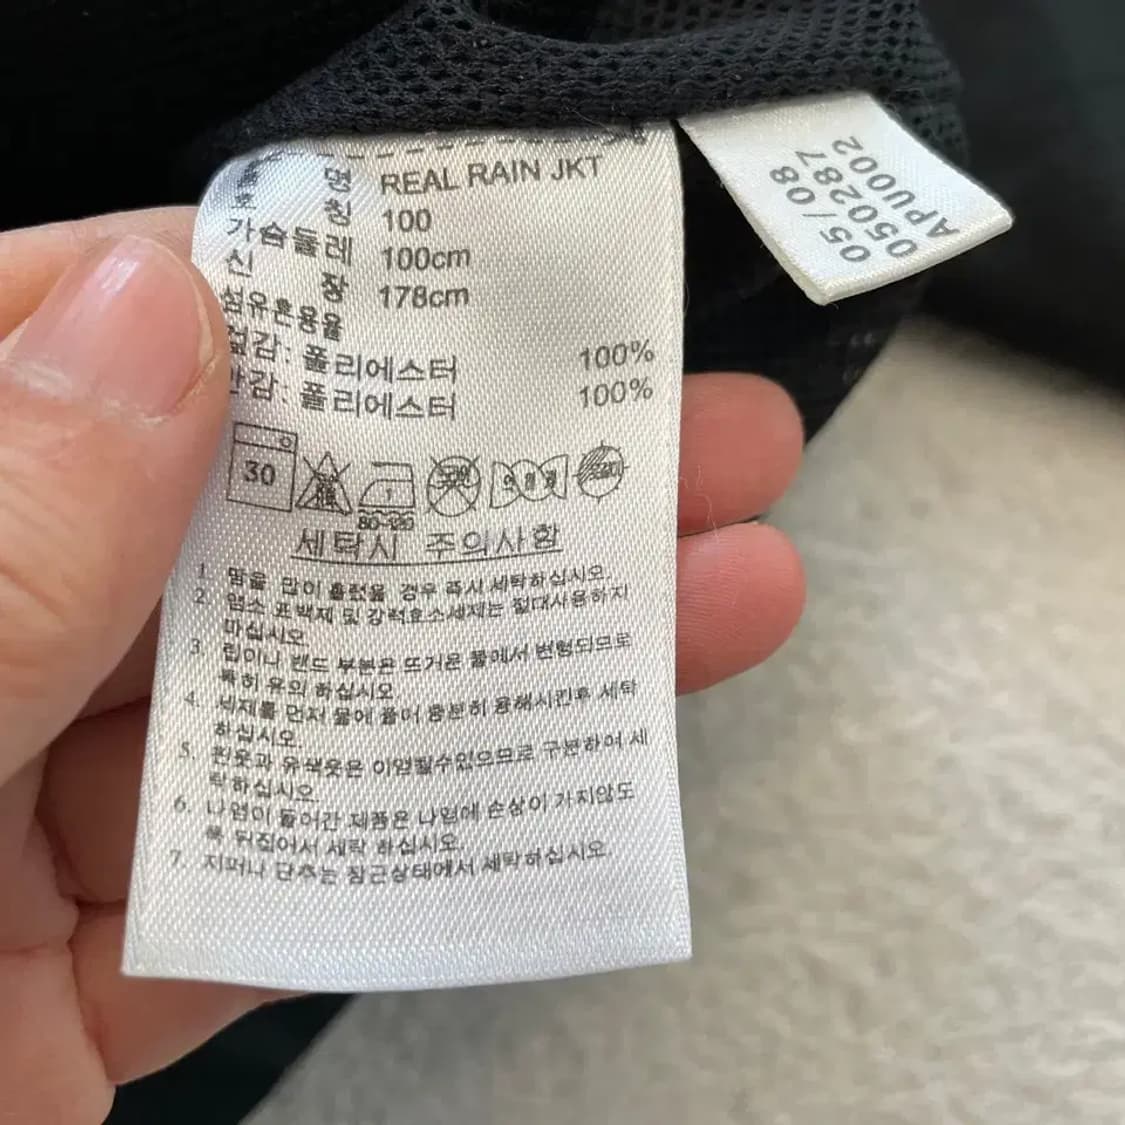 명 REAL RAIN JKT
100
가슴둘레 100cm
신 장 178cm
섬유혼용율
겉감: 폴리에스터 100%
안감: 폴리에스터 100%
30
80-120
세탁시 주의사항
1. 땀을 많이 흘렸을 경우 즉시 세탁하십시오.
2. 염소 표백제 및 강력효소세제는 절대사용하지
마십시오
3. 립이나 밴드 부분은 뜨거운 물에서 변형되므로
특히 유의 하십시오
4. 세제를 먼저 물에 풀어 충분히 용해시킨후 세탁
하십시오.
5. 흰옷과 유색옷은 이염될수있으므로 구분하여 세
탁하십시오.
6. 나염이 들어간 제품은 나염에 손상이 가지않도
록 뒤집어서 세탁 하십시오.
7. 지퍼나 단추는 잠근상태에서 세탁하십시오.
05/08
050287
APU002